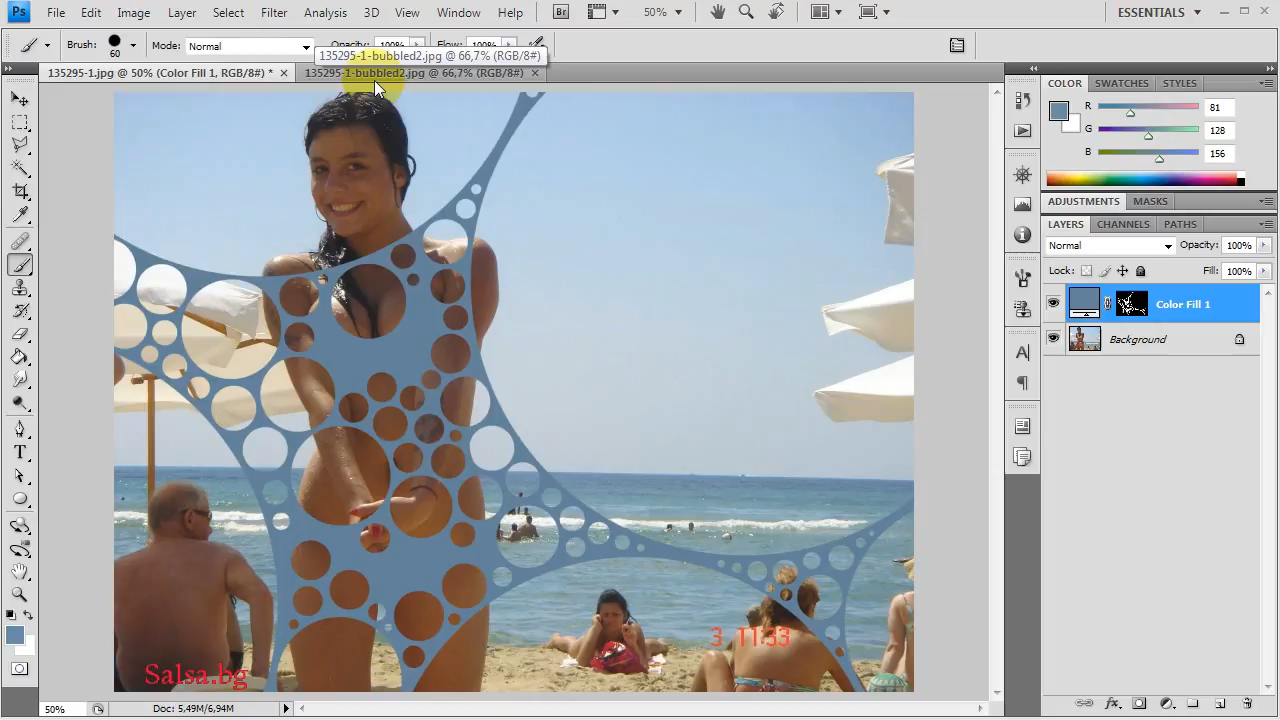 Ps File Edit Image Layer Select Filter Analysis 3D View Window Help Br 50% ESSENTIALS
Brush: 60 Mode: Normal Opacity: 100% Flow: 100%
135295-1-bubbled2.jpg @ 66,7% (RGB/8#)
135295-1.jpg @ 50% (Color Fill 1, RGB/8#) * 135295-1-bubbled2.jpg @ 66,7% (RGB/8#)
COLOR SWATCHES STYLES
R 81
G 128
B 156
ADJUSTMENTS MASKS
LAYERS CHANNELS PATHS
Normal Opacity: 100%
Lock: Fill: 100%
Color Fill 1
Background
3 11:33
Salsa.bg
50% Doc: 5,49M/6,94M